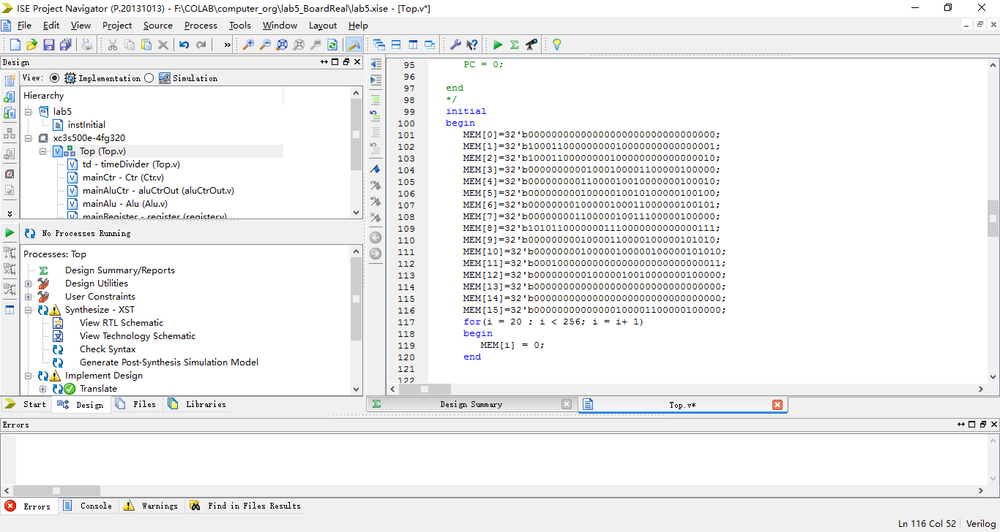 ISE Project Navigator (P.20131013) - F:\COLAB\computer_org\lab5_BoardReal\lab5.xise - [Top.v*]
File Edit View Project Source Process Tools Window Layout Help
Design
View: Implementation Simulation
Hierarchy
lab5
instInitial
xc3s500e-4fg320
Top (Top.v)
td - timeDivider (Top.v)
mainCtr - Ctr (Ctr.v)
mainAluCtr - aluCtrOut (aluCtrOut.v)
mainAlu - Alu (Alu.v)
mainRegister - register (register.v)
No Processes Running
Processes: Top
Design Summary/Reports
Design Utilities
User Constraints
Synthesize - XST
View RTL Schematic
View Technology Schematic
Check Syntax
Generate Post-Synthesis Simulation Model
Implement Design
Translate
Start Design Files Libraries
95 PC = 0;
96
97 end
98 */
99 initial
100 begin
101 MEM[0]=32'b00000000000000000000000000000000;
102 MEM[1]=32'b10001100000000010000000000000001;
103 MEM[2]=32'b10001100000000100000000000000010;
104 MEM[3]=32'b00000000001000100001100000100000;
105 MEM[4]=32'b00000000011000010010000000100010;
106 MEM[5]=32'b00000000010000010010100000100100;
107 MEM[6]=32'b00000000100000100011000000100101;
108 MEM[7]=32'b00000000011000010011100000100000;
109 MEM[8]=32'b10101100000001110000000000000111;
110 MEM[9]=32'b00000000010000110000100000101010;
111 MEM[10]=32'b00000000100000100000100000101010;
112 MEM[11]=32'b00010000000000000000000000000011;
113 MEM[12]=32'b00000000010000010010000000100000;
114 MEM[13]=32'b00000000000000000000000000000000;
115 MEM[14]=32'b00000000000000000000000000000000;
116 MEM[15]=32'b00000000000000100001100000100000;
117 for(i = 20 ; i < 256; i = i+ 1)
118 begin
119 MEM[i] = 0;
120 end
121
122
Design Summary Top.v*
Errors
Errors Console Warnings Find in Files Results
Ln 116 Col 52 Verilog